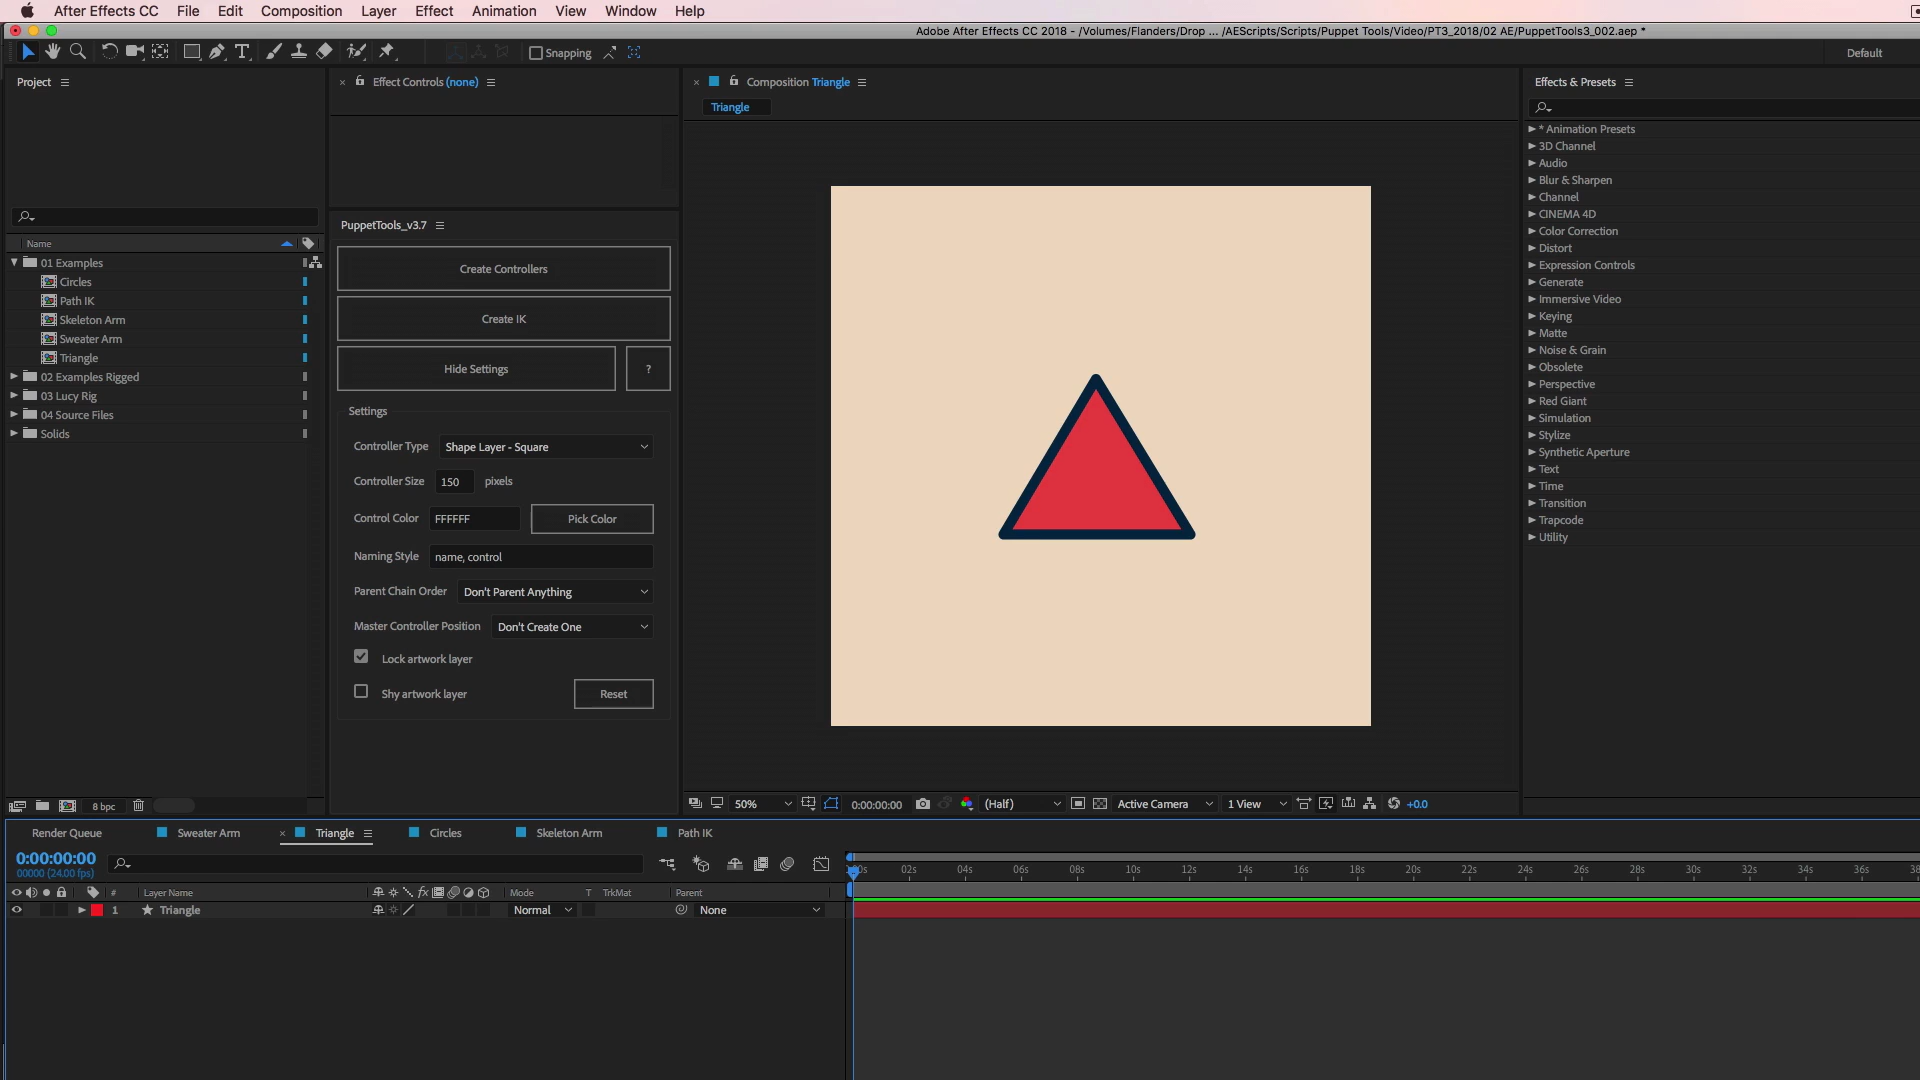 After Effects CC File Edit Composition Layer Effect Animation View Window Help
Adobe After Effects CC 2018 - /Volumes/Flanders/Drop ... /AEScripts/Scripts/Puppet Tools/Video/PT3_2018/02 AE/PuppetTools3_002.aep *
Snapping
Default
Project
Effect Controls (none)
Composition Triangle
Effects & Presets
Triangle
* Animation Presets
3D Channel
Audio
Blur & Sharpen
Channel
CINEMA 4D
Color Correction
Distort
Expression Controls
Generate
Immersive Video
Keying
Matte
Noise & Grain
Obsolete
Perspective
Red Giant
Simulation
Stylize
Synthetic Aperture
Text
Time
Transition
Trapcode
Utility
Name
01 Examples
Circles
Path IK
Skeleton Arm
Sweater Arm
Triangle
02 Examples Rigged
03 Lucy Rig
04 Source Files
Solids
8 bpc
PuppetTools_v3.7
Create Controllers
Create IK
Hide Settings ?
Settings
Controller Type Shape Layer - Square
Controller Size 150 pixels
Control Color FFFFFF Pick Color
Naming Style name, control
Parent Chain Order Don't Parent Anything
Master Controller Position Don't Create One
Lock artwork layer
Shy artwork layer Reset
50% 0:00:00:00 (Half) Active Camera 1 View +0.0
Render Queue Sweater Arm Triangle Circles Skeleton Arm Path IK
0:00:00:00
00000 (24.00 fps)
02s 04s 06s 08s 10s 12s 14s 16s 18s 20s 22s 24s 26s 28s 30s 32s 34s 36s
# Layer Name fx Mode T TrkMat Parent
1 Triangle Normal None